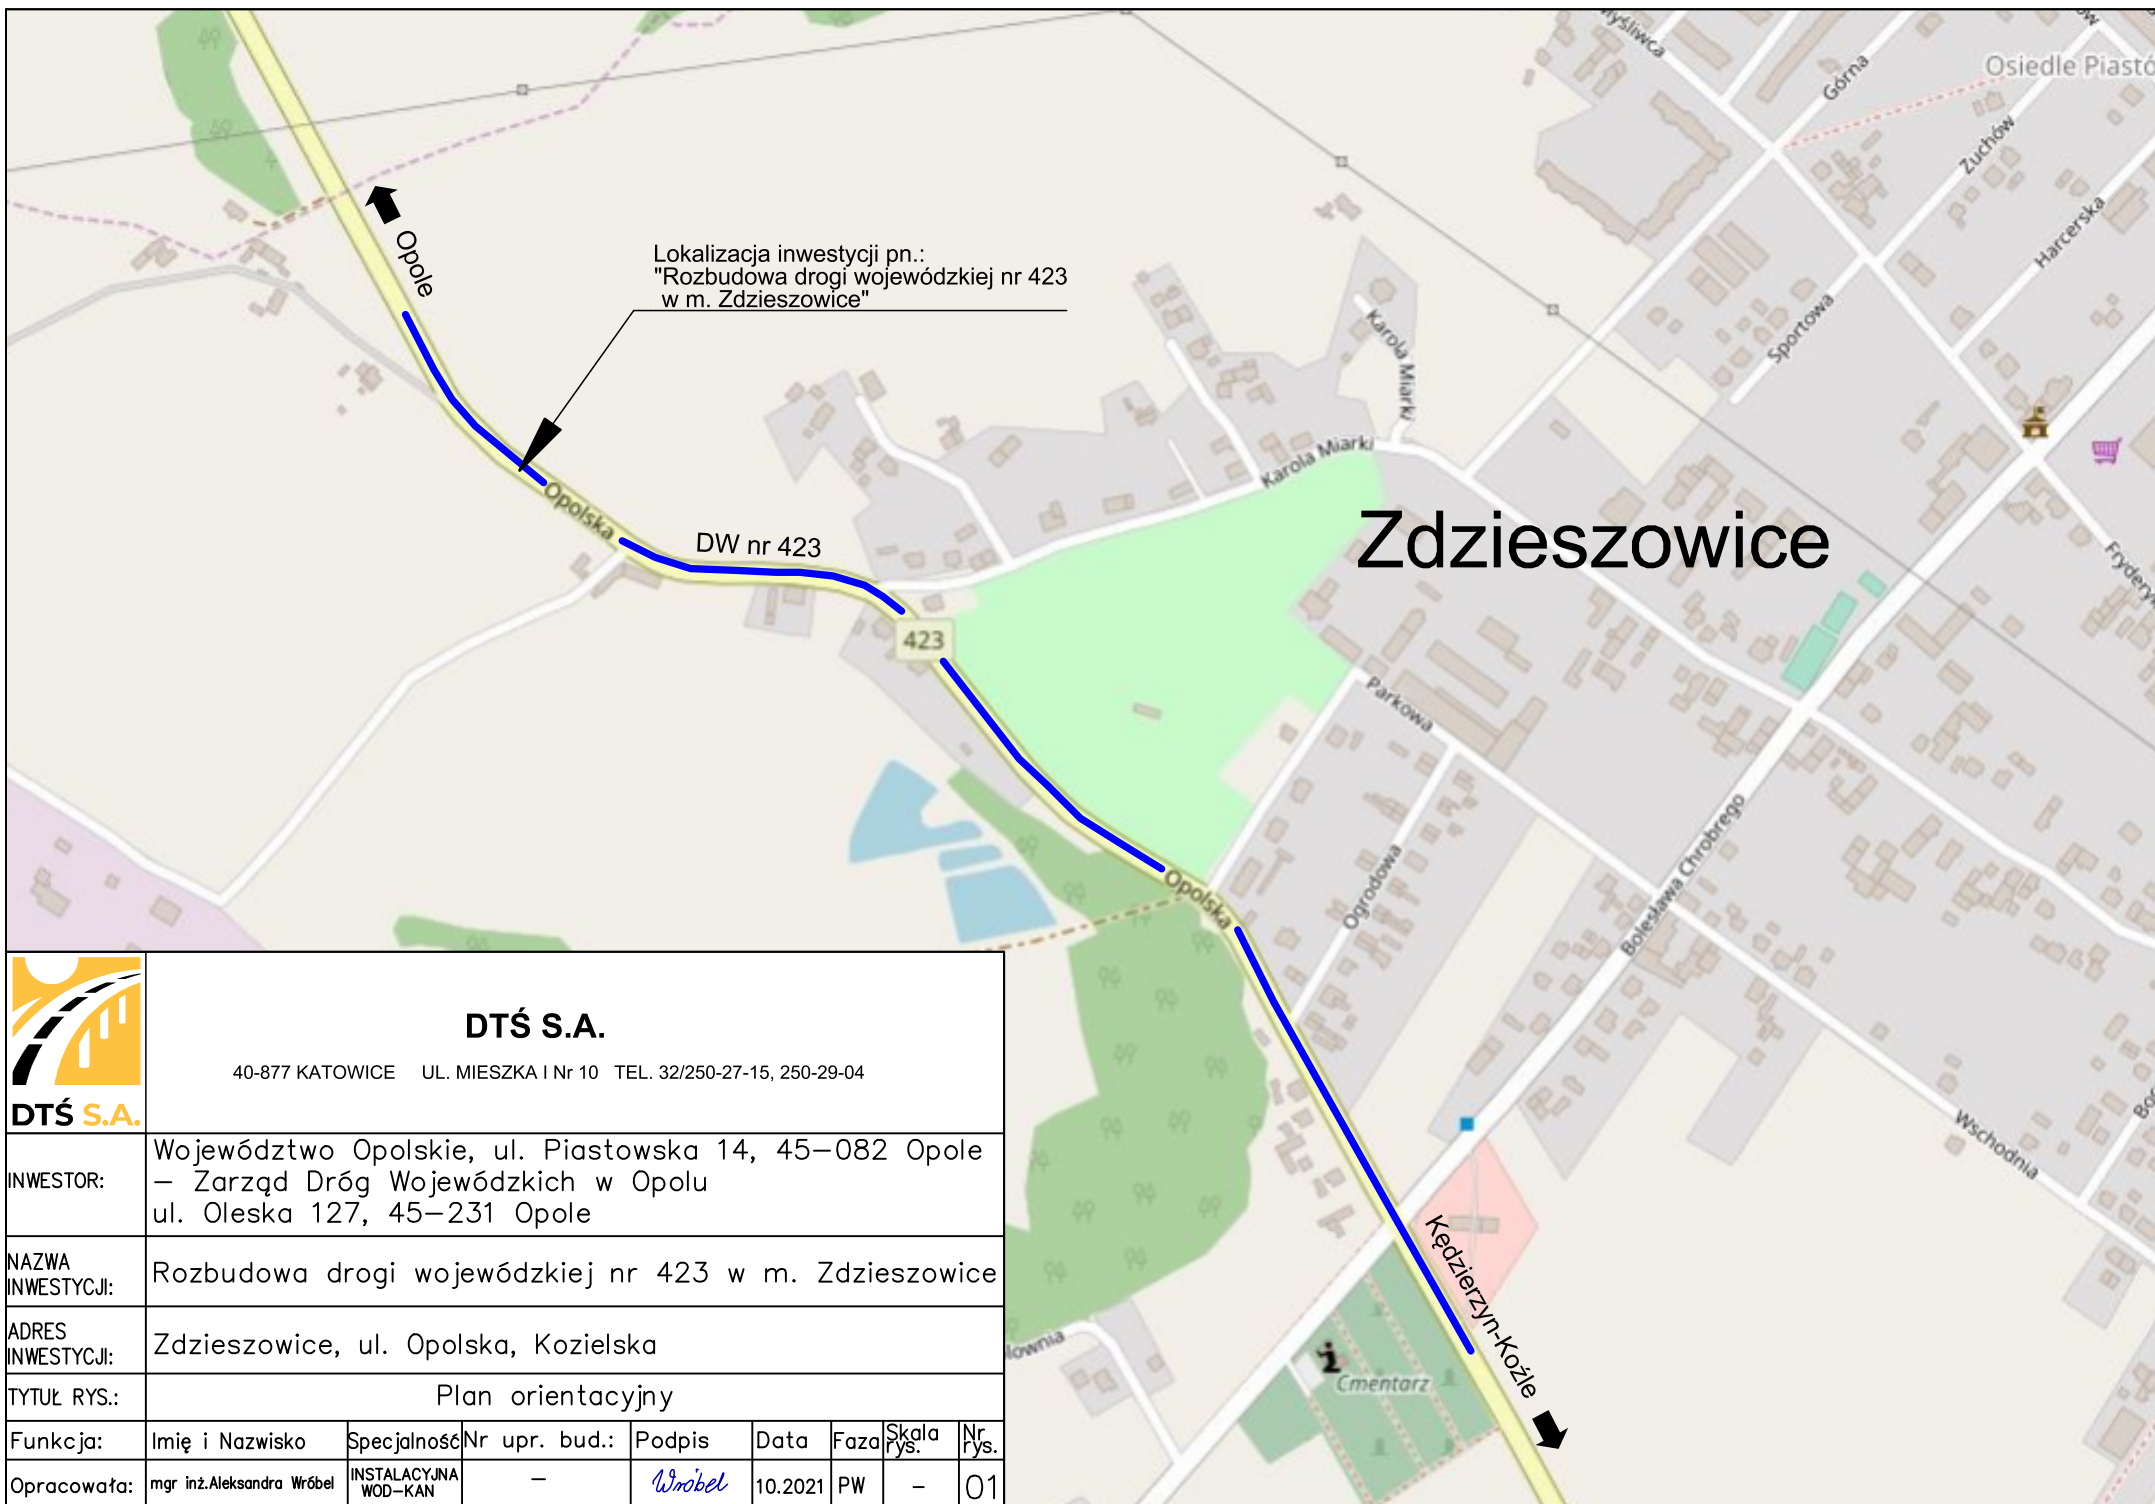 Myśliwca
Górna
Osiedle Piastó
Żuchów
Harcerska
Opole
Lokalizacja inwestycji pn.:
"Rozbudowa drogi wojewódzkiej nr 423
w m. Zdzieszowice"
Karola Miarki
Sportowa
Karola Miarki
Opolska
DW nr 423
Zdzieszowice
423
Parkowa
Opolska
Ogrodowa
Bolesława Chrobrego
Wschodnia
Kędzierzyn-Koźle
Cmentarz
DTŚ S.A.
DTŚ S.A.
40-877 KATOWICE UL. MIESZKA I Nr 10 TEL. 32/250-27-15, 250-29-04
INWESTOR:
Województwo Opolskie, ul. Piastowska 14, 45-082 Opole
- Zarząd Dróg Wojewódzkich w Opolu
ul. Oleska 127, 45-231 Opole
NAZWA
INWESTYCJI:
Rozbudowa drogi wojewódzkiej nr 423 w m. Zdzieszowice
ADRES
INWESTYCJI:
Zdzieszowice, ul. Opolska, Kozielska
TYTUŁ RYS.:
Plan orientacyjny
Funkcja: Imię i Nazwisko Specjalność Nr upr. bud.: Podpis Data Faza Skala rys. Nr rys.
Opracowała: mgr inż.Aleksandra Wróbel INSTALACYJNA WOD-KAN - Wróbel 10.2021 PW - 01